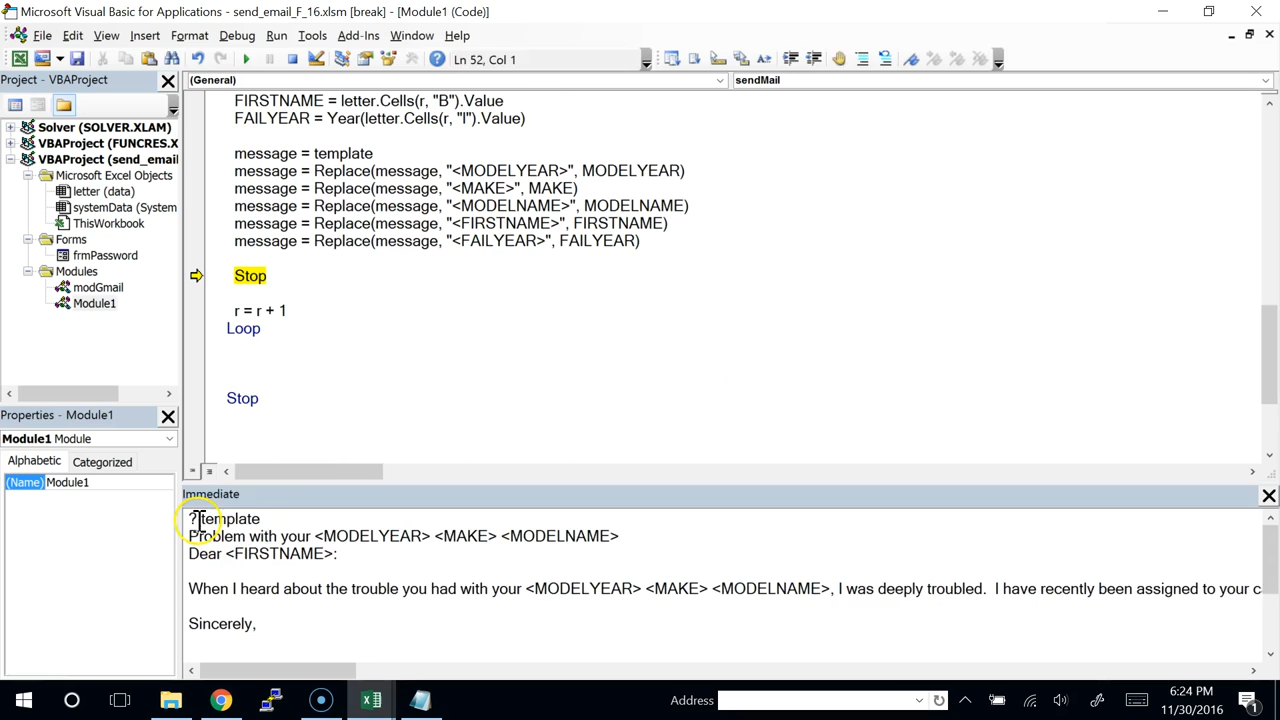 Microsoft Visual Basic for Applications - send_email_F_16.xlsm [break] - [Module1 (Code)]
File Edit View Insert Format Debug Run Tools Add-Ins Window Help
Ln 52, Col 1
Project - VBAProject
(General)
sendMail
Solver (SOLVER.XLAM)
VBAProject (FUNCRES.X
VBAProject (send_email
Microsoft Excel Objects
letter (data)
systemData (System
ThisWorkbook
Forms
frmPassword
Modules
modGmail
Module1
FIRSTNAME = letter.Cells(r, "B").Value
FAILYEAR = Year(letter.Cells(r, "I").Value)
message = template
message = Replace(message, "<MODELYEAR>", MODELYEAR)
message = Replace(message, "<MAKE>", MAKE)
message = Replace(message, "<MODELNAME>", MODELNAME)
message = Replace(message, "<FIRSTNAME>", FIRSTNAME)
message = Replace(message, "<FAILYEAR>", FAILYEAR)
Stop
r = r + 1
Loop
Stop
Properties - Module1
Module1 Module
Alphabetic Categorized
(Name) Module1
Immediate
? template
Problem with your <MODELYEAR> <MAKE> <MODELNAME>
Dear <FIRSTNAME>:
When I heard about the trouble you had with your <MODELYEAR> <MAKE> <MODELNAME>, I was deeply troubled.  I have recently been assigned to your c
Sincerely,
Address
6:24 PM
11/30/2016
1